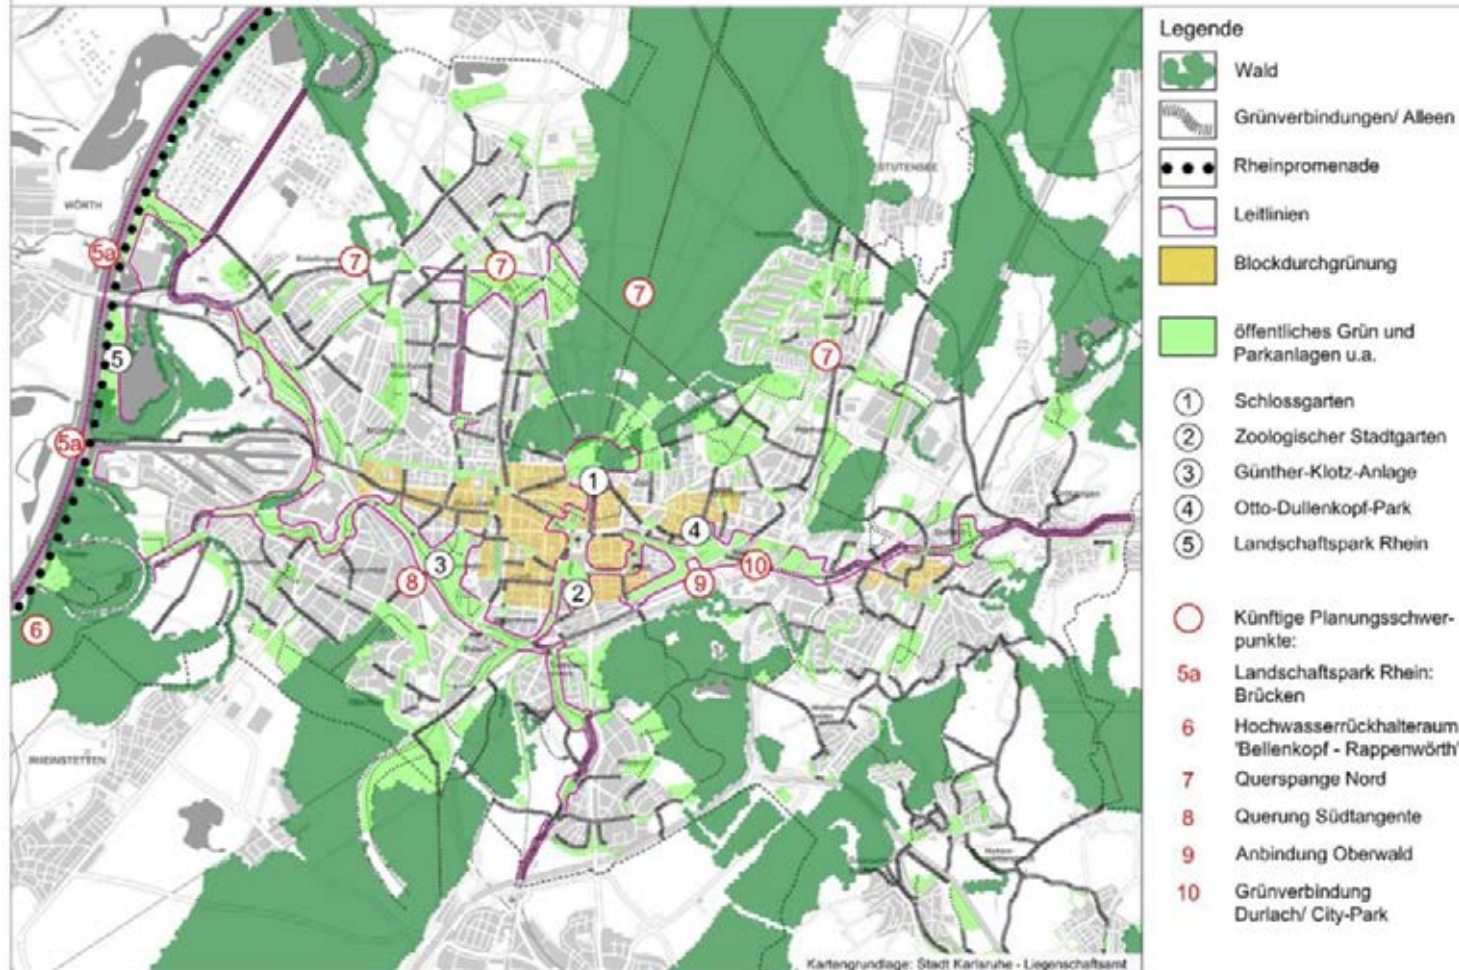 WÖRTH
STUTENSEE
5a
7
7
7
7
5
5a
1
4
3
8
2
9
10
6
RHEINSTETTEN
Kartengrundlage: Stadt Karlsruhe - Liegenschaftsamt
Legende
Wald
Grünverbindungen/ Alleen
Rheinpromenade
Leitlinien
Blockdurchgrünung
öffentliches Grün und
Parkanlagen u.a.
1 Schlossgarten
2 Zoologischer Stadtgarten
3 Günther-Klotz-Anlage
4 Otto-Dullenkopf-Park
5 Landschaftspark Rhein
Künftige Planungsschwer-
punkte:
5a Landschaftspark Rhein:
Brücken
6 Hochwasserrückhalteraum
'Bellenkopf - Rappenwörth'
7 Querspange Nord
8 Querung Südtangente
9 Anbindung Oberwald
10 Grünverbindung
Durlach/ City-Park